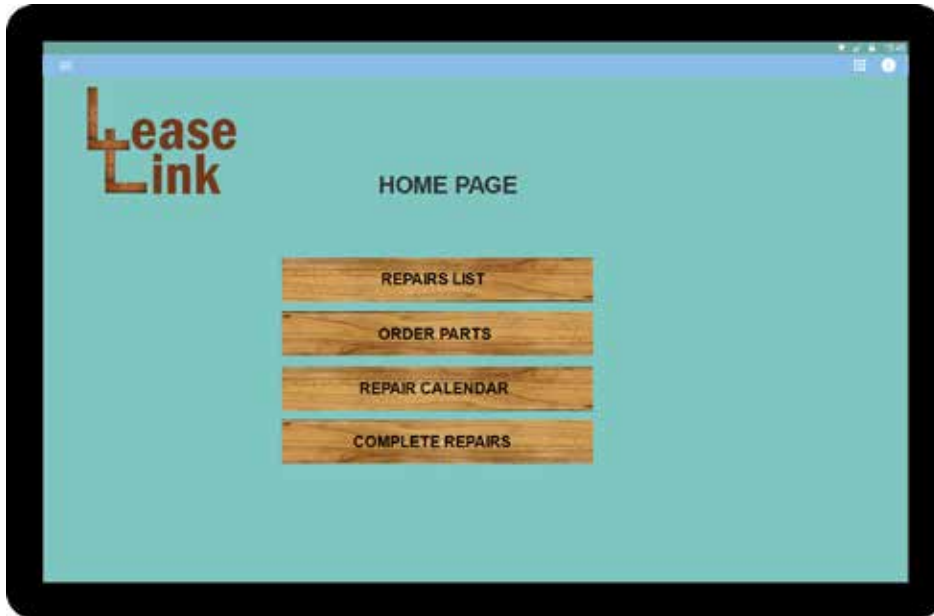 Lease
Link
HOME PAGE
REPAIRS LIST
ORDER PARTS
REPAIR CALENDAR
COMPLETE REPAIRS